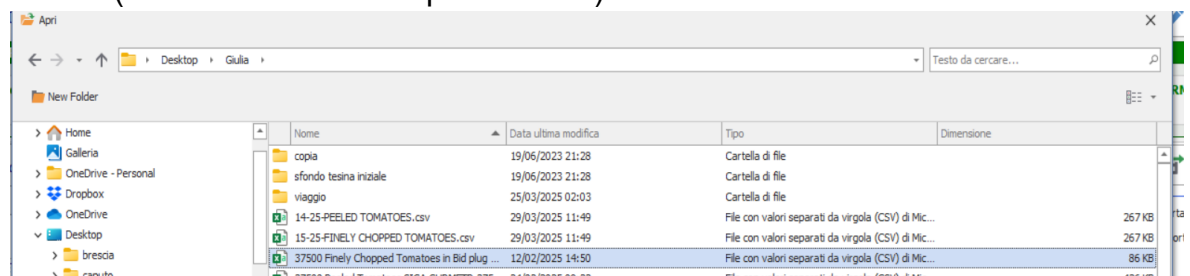 Apri
Desktop Giulia
Testo da cercare...
New Folder
Home
Galleria
OneDrive - Personal
Dropbox
OneDrive
Desktop
brescia
Nome Data ultima modifica Tipo Dimensione
copia 19/06/2023 21:28 Cartella di file
sfondo tesina iniziale 19/06/2023 21:28 Cartella di file
viaggio 25/03/2025 02:03 Cartella di file
14-25-PEELED TOMATOES.csv 29/03/2025 11:49 File con valori separati da virgola (CSV) di Mic... 267 KB
15-25-FINELY CHOPPED TOMATOES.csv 29/03/2025 11:49 File con valori separati da virgola (CSV) di Mic... 267 KB
37500 Finely Chopped Tomatoes in Bid plug ... 12/02/2025 14:50 File con valori separati da virgola (CSV) di Mic... 86 KB